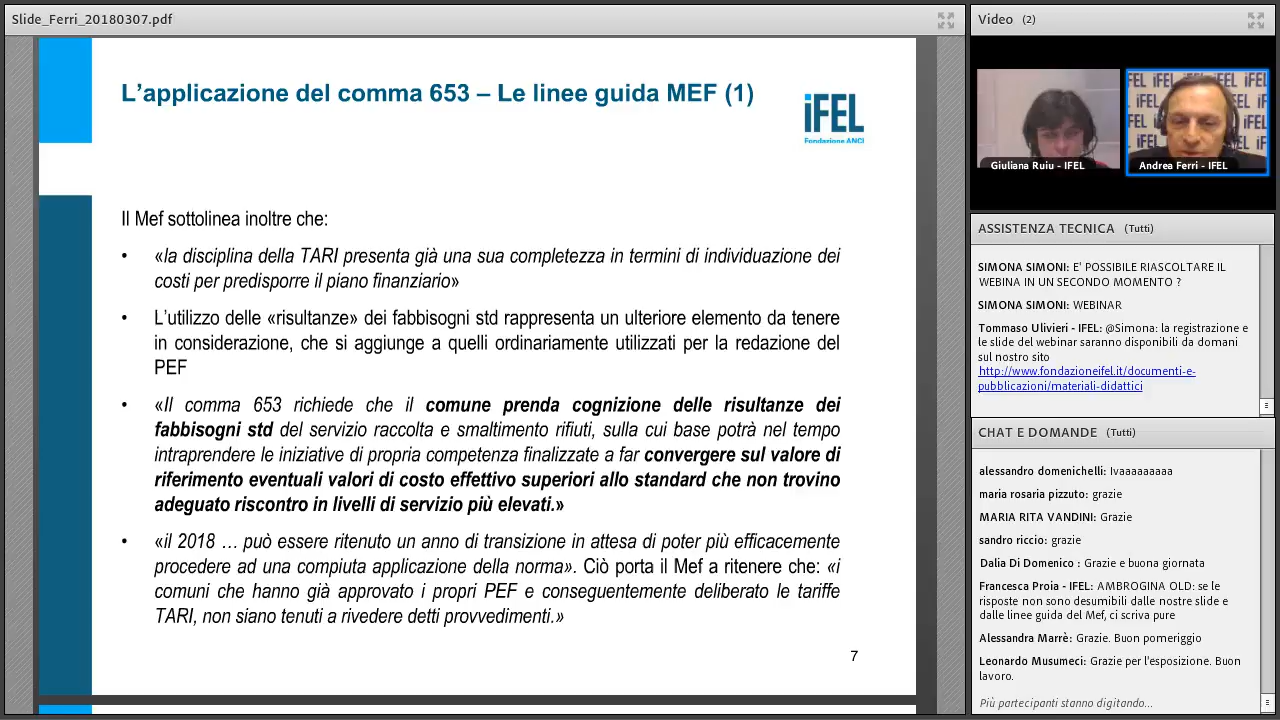 Slide_Ferri_20180307.pdf
L'applicazione del comma 653 – Le linee guida MEF (1)
iFEL
Fondazione ANCI
Il Mef sottolinea inoltre che:
• «la disciplina della TARI presenta già una sua completezza in termini di individuazione dei
costi per predisporre il piano finanziario»
• L'utilizzo delle «risultanze» dei fabbisogni std rappresenta un ulteriore elemento da tenere
in considerazione, che si aggiunge a quelli ordinariamente utilizzati per la redazione del
PEF
• «Il comma 653 richiede che il comune prenda cognizione delle risultanze dei
fabbisogni std del servizio raccolta e smaltimento rifiuti, sulla cui base potrà nel tempo
intraprendere le iniziative di propria competenza finalizzate a far convergere sul valore di
riferimento eventuali valori di costo effettivo superiori allo standard che non trovino
adeguato riscontro in livelli di servizio più elevati.»
• «il 2018 … può essere ritenuto un anno di transizione in attesa di poter più efficacemente
procedere ad una compiuta applicazione della norma». Ciò porta il Mef a ritenere che: «i
comuni che hanno già approvato i propri PEF e conseguentemente deliberato le tariffe
TARI, non siano tenuti a rivedere detti provvedimenti.»
7
Video (2)
Giuliana Ruiu - IFEL
Andrea Ferri - IFEL
ASSISTENZA TECNICA (Tutti)
SIMONA SIMONI: E' POSSIBILE RIASCOLTARE IL
WEBINA IN UN SECONDO MOMENTO ?
SIMONA SIMONI: WEBINAR
Tommaso Ulivieri - IFEL: @Simona: la registrazione e
le slide del webinar saranno disponibili da domani
sul nostro sito
http://www.fondazioneifel.it/documenti-e-
pubblicazioni/materiali-didattici
CHAT E DOMANDE (Tutti)
alessandro domenichelli: Ivaaaaaaaaa
maria rosaria pizzuto: grazie
MARIA RITA VANDINI: Grazie
sandro riccio: grazie
Dalia Di Domenico : Grazie e buona giornata
Francesca Proia - IFEL: AMBROGINA OLD: se le
risposte non sono desumibili dalle nostre slide e
dalle linee guida del Mef, ci scriva pure
Alessandra Marrè: Grazie. Buon pomeriggio
Leonardo Musumeci: Grazie per l'esposizione. Buon
lavoro.
Più partecipanti stanno digitando...